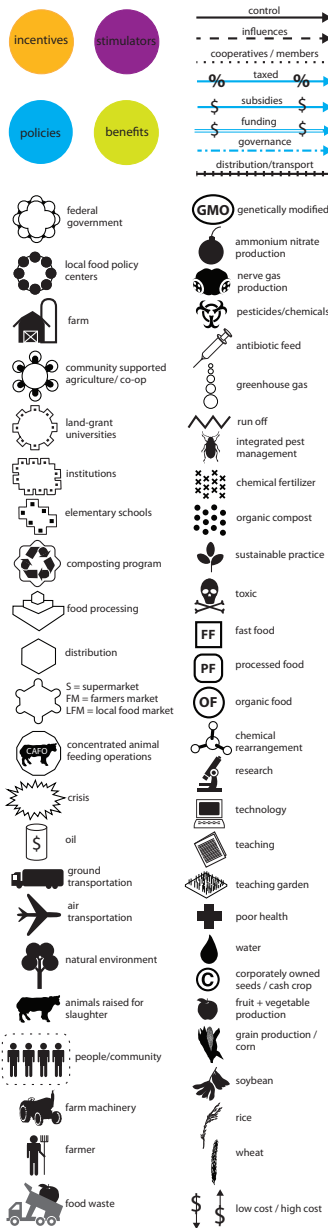 incentives
stimulators
policies
benefits
control
influences
cooperatives / members
% taxed %
$ subsidies $
$ funding $
governance
distribution/transport
federal
government
local food policy
centers
farm
community supported
agriculture/ co-op
land-grant
universities
institutions
elementary schools
composting program
food processing
distribution
S = supermarket
FM = farmers market
LFM = local food market
CAFO
concentrated animal
feeding operations
crisis
$
oil
ground
transportation
air
transportation
natural environment
animals raised for
slaughter
people/community
farm machinery
farmer
food waste
GMO
genetically modified
ammonium nitrate
production
nerve gas
production
pesticides/chemicals
antibiotic feed
greenhouse gas
run off
integrated pest
management
chemical fertilizer
organic compost
sustainable practice
toxic
FF
fast food
PF
processed food
OF
organic food
chemical
rearrangement
research
technology
teaching
teaching garden
poor health
water
©
corporately owned
seeds / cash crop
fruit + vegetable
production
grain production /
corn
soybean
rice
wheat
$ $
low cost / high cost